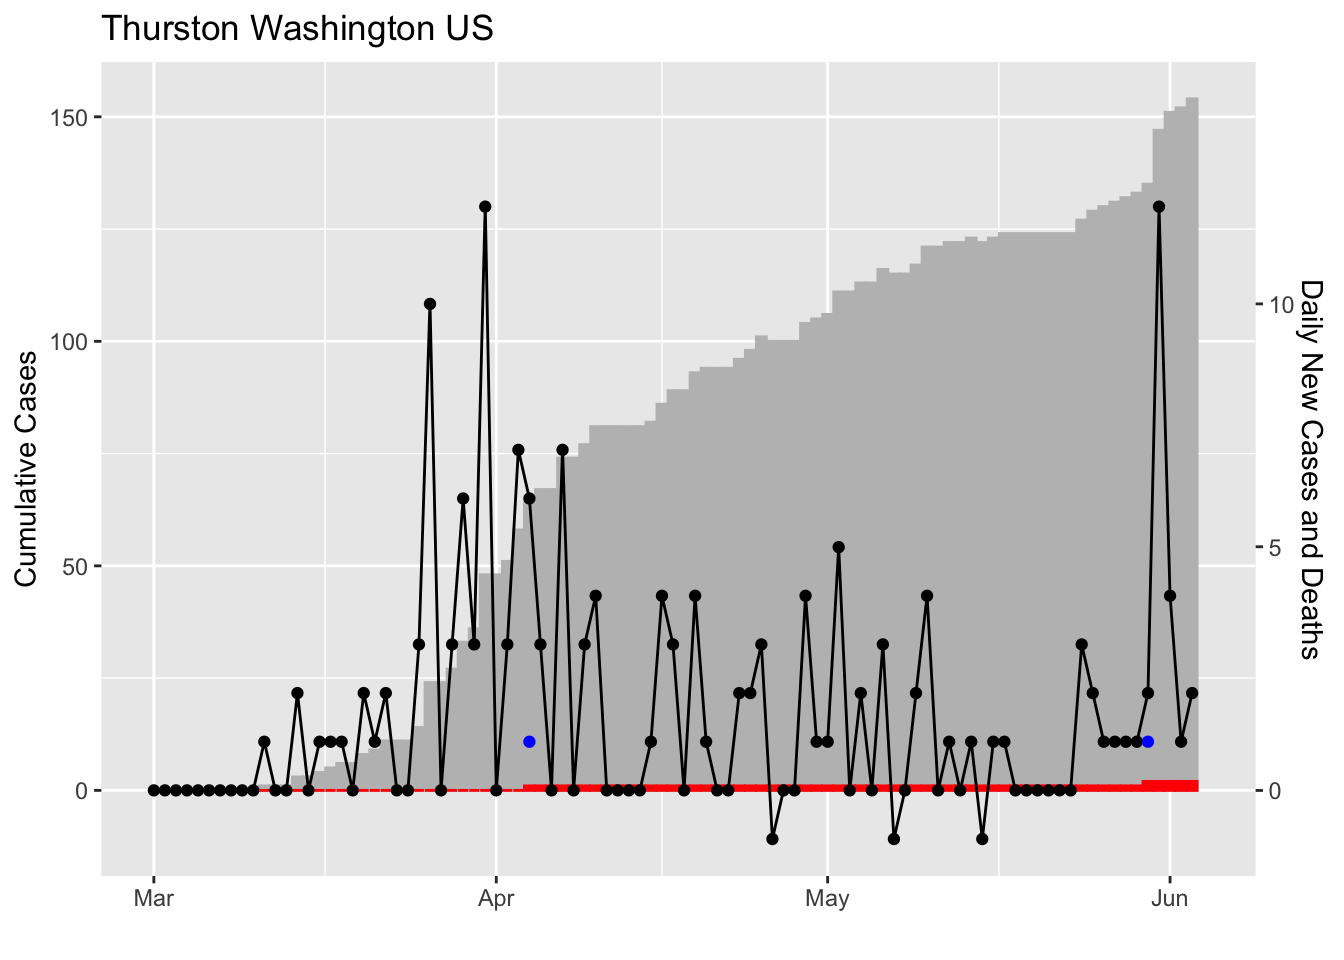 Thurston Washington US
Cumulative Cases
150
100
50
0
10
5
0
Daily New Cases and Deaths
Mar
Apr
May
Jun